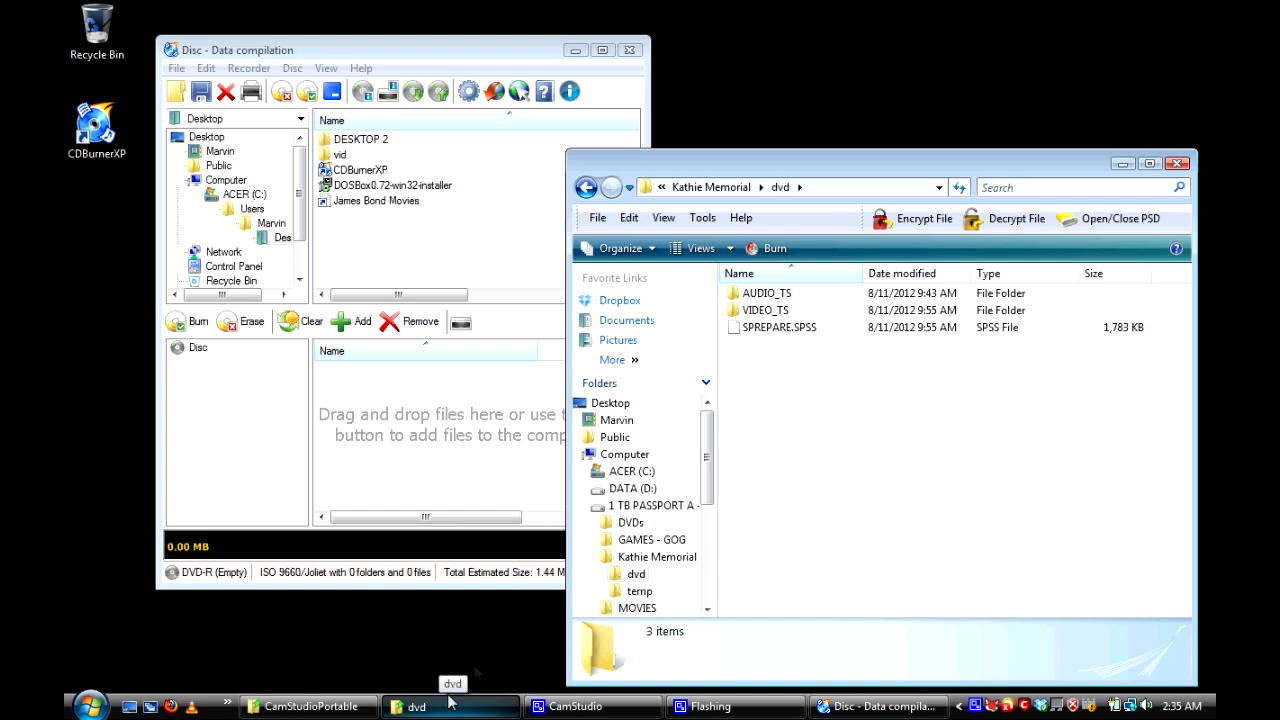 Recycle Bin
CDBurnerXP
Disc - Data compilation
File Edit Recorder Disc View Help
Desktop
Desktop
Marvin
Public
Computer
ACER (C:)
Users
Marvin
Des
Network
Control Panel
Recycle Bin
Name
DESKTOP 2
vid
CDBurnerXP
DOSBox0.72-win32-installer
James Bond Movies
Burn Erase Clear Add Remove
Disc
Name
Drag and drop files here or use t
button to add files to the comp
0.00 MB
DVD-R (Empty) ISO 9660/Joliet with 0 folders and 0 files Total Estimated Size: 1.44 M
« Kathie Memorial dvd
Search
File Edit View Tools Help
Encrypt File Decrypt File Open/Close PSD
Organize Views Burn
Favorite Links
Dropbox
Documents
Pictures
More »
Folders
Desktop
Marvin
Public
Computer
ACER (C:)
DATA (D:)
1 TB PASSPORT A -
DVDs
GAMES - GOG
Kathie Memorial
dvd
temp
MOVIES
Name Date modified Type Size
AUDIO_TS 8/11/2012 9:43 AM File Folder
VIDEO_TS 8/11/2012 9:55 AM File Folder
SPREPARE.SPSS 8/11/2012 9:55 AM SPSS File 1,783 KB
3 items
dvd
» CamStudioPortable dvd CamStudio Flashing Disc - Data compila... 2:35 AM